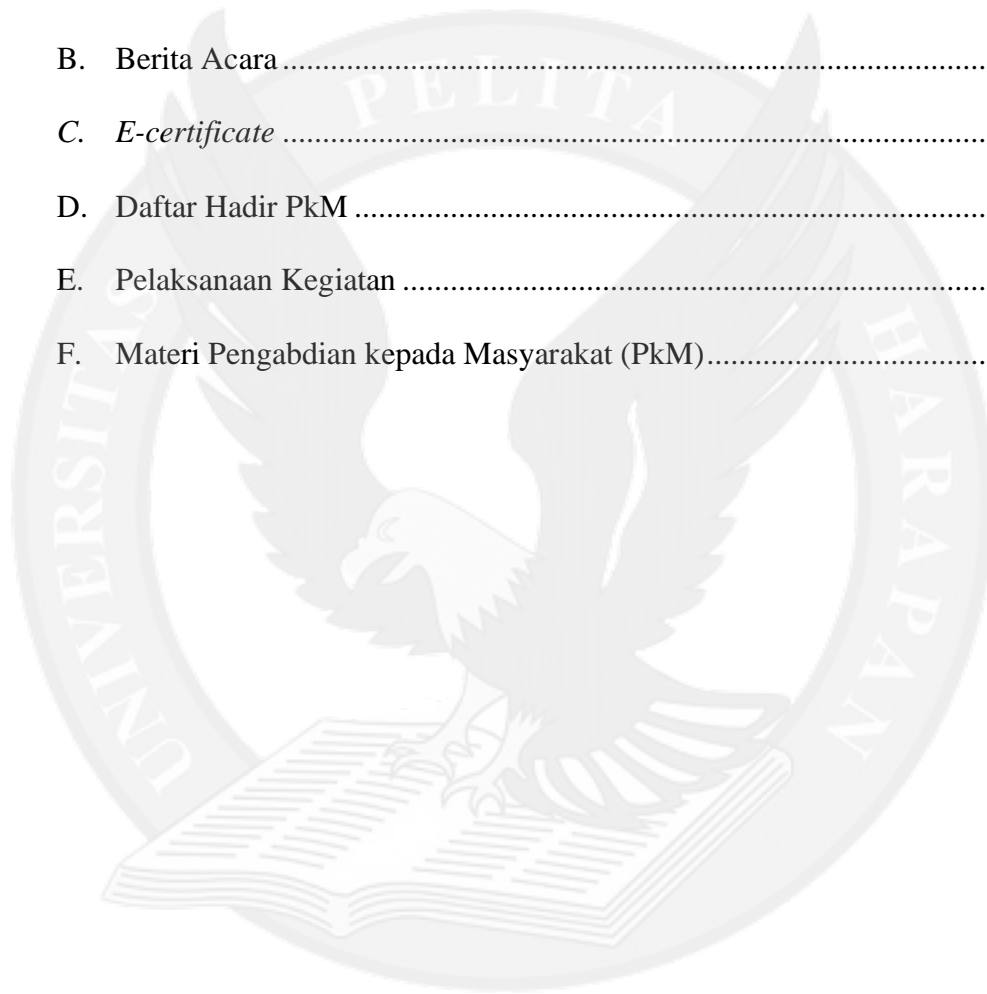 B. Berita Acara ........................................................................................
C. E-certificate ........................................................................................
D. Daftar Hadir PkM ...............................................................................
E. Pelaksanaan Kegiatan .........................................................................
F. Materi Pengabdian kepada Masyarakat (PkM)...................................
UNIVERSITAS PELITA HARAPAN